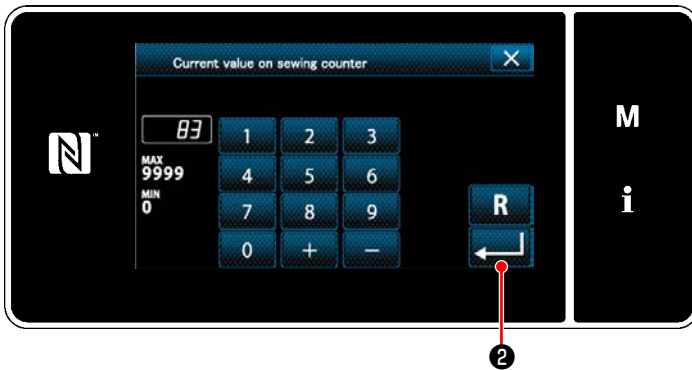 Current value on sewing counter
83
MAX
9999
MIN
0
1 2 3
4 5 6
7 8 9
0 + −
R
M
i
N
™
❷